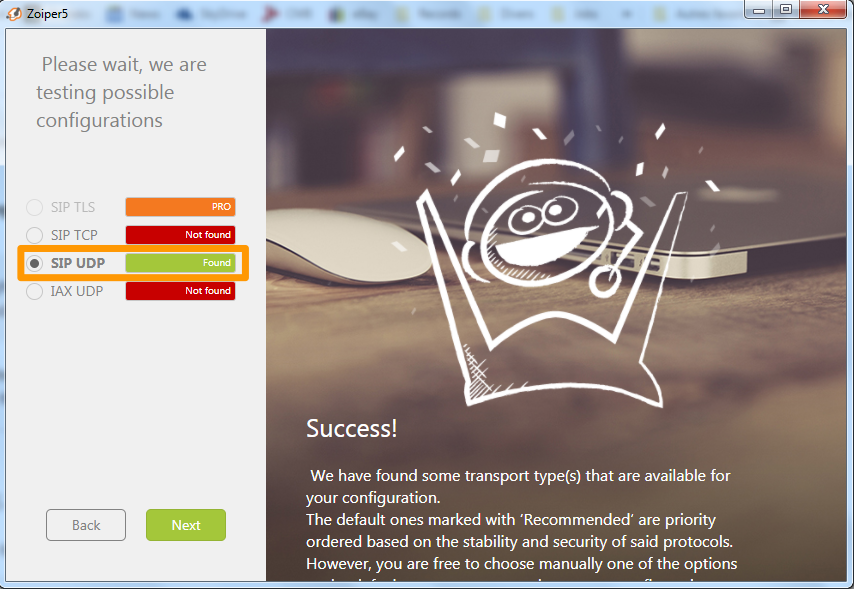 Zoiper5
Please wait, we are
testing possible
configurations
SIP TLS PRO
SIP TCP Not found
SIP UDP Found
IAX UDP Not found
Back Next
Success!
We have found some transport type(s) that are available for
your configuration.
The default ones marked with ‘Recommended’ are priority
ordered based on the stability and security of said protocols.
However, you are free to choose manually one of the options